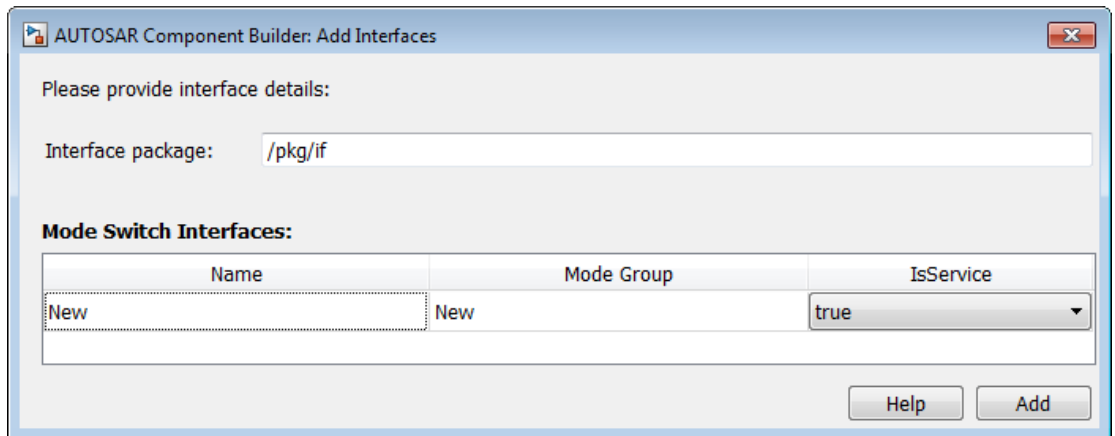 AUTOSAR Component Builder: Add Interfaces
Please provide interface details:
Interface package: /pkg/if
Mode Switch Interfaces:
Name Mode Group IsService
New New true
Help Add